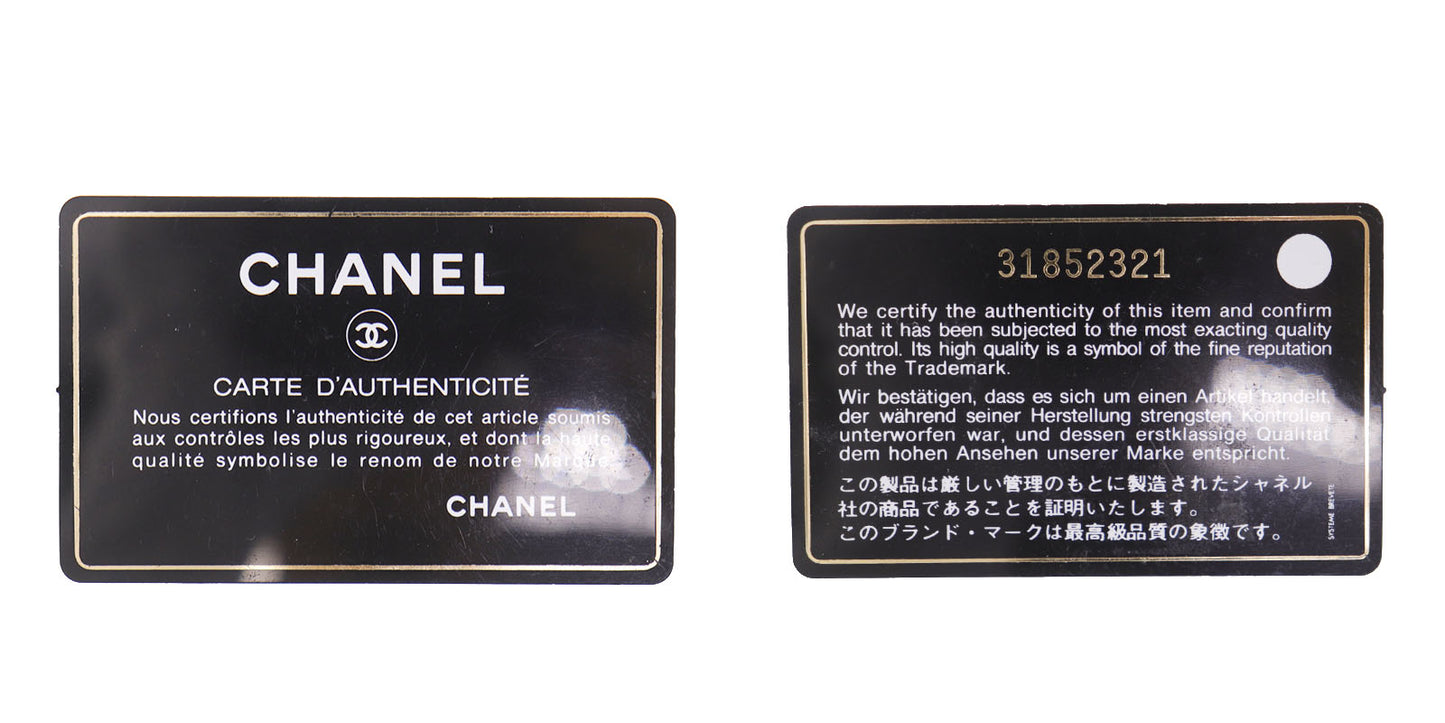 CHANEL
CARTE D'AUTHENTICITÉ
Nous certifions l'authenticité de cet article soumis
aux contrôles les plus rigoureux, et dont la haute
qualité symbolise le renom de notre Marque
CHANEL
31852321
We certify the authenticity of this item and confirm
that it has been subjected to the most exacting quality
control. Its high quality is a symbol of the fine reputation
of the Trademark.
Wir bestätigen, dass es sich um einen Artikel handelt,
der während seiner Herstellung strengsten Kontrollen
unterworfen war, und dessen erstklassige Qualität
dem hohen Ansehen unserer Marke entspricht.
この製品は厳しい管理のもとに製造されたシャネル
社の商品であることを証明いたします。
このブランド・マークは最高級品質の象徴です。
SYSTEME BREVETE